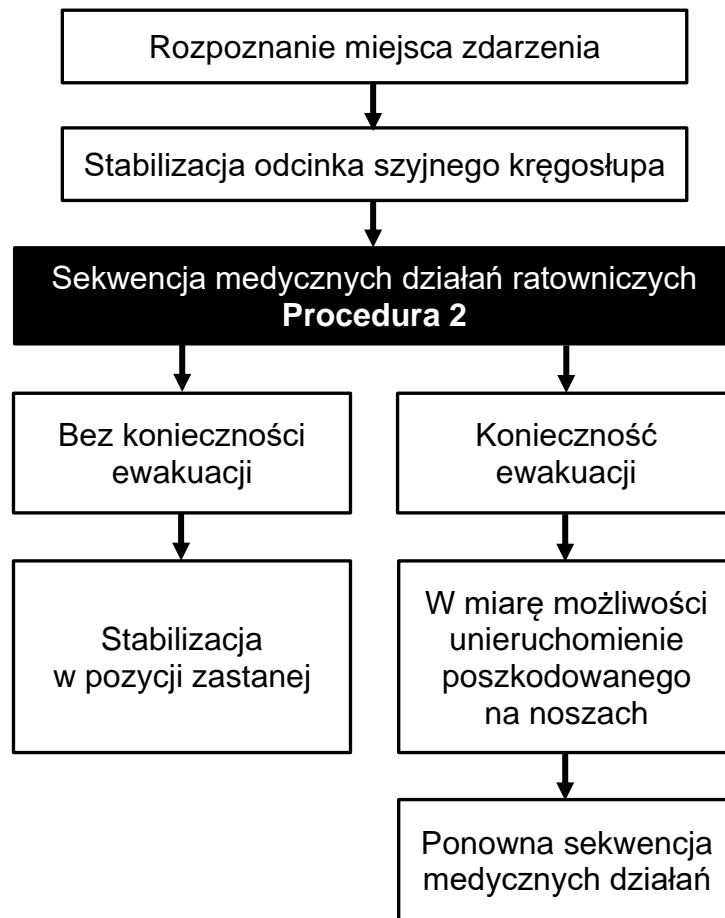 Rozpoznanie miejsca zdarzenia
Stabilizacja odcinka szyjnego kręgosłupa
Sekwencja medycznych działań ratowniczych
Procedura 2
Bez konieczności
ewakuacji
Konieczność
ewakuacji
Stabilizacja
w pozycji zastanej
W miarę możliwości
unieruchomienie
poszkodowanego
na noszach
Ponowna sekwencja
medycznych działań